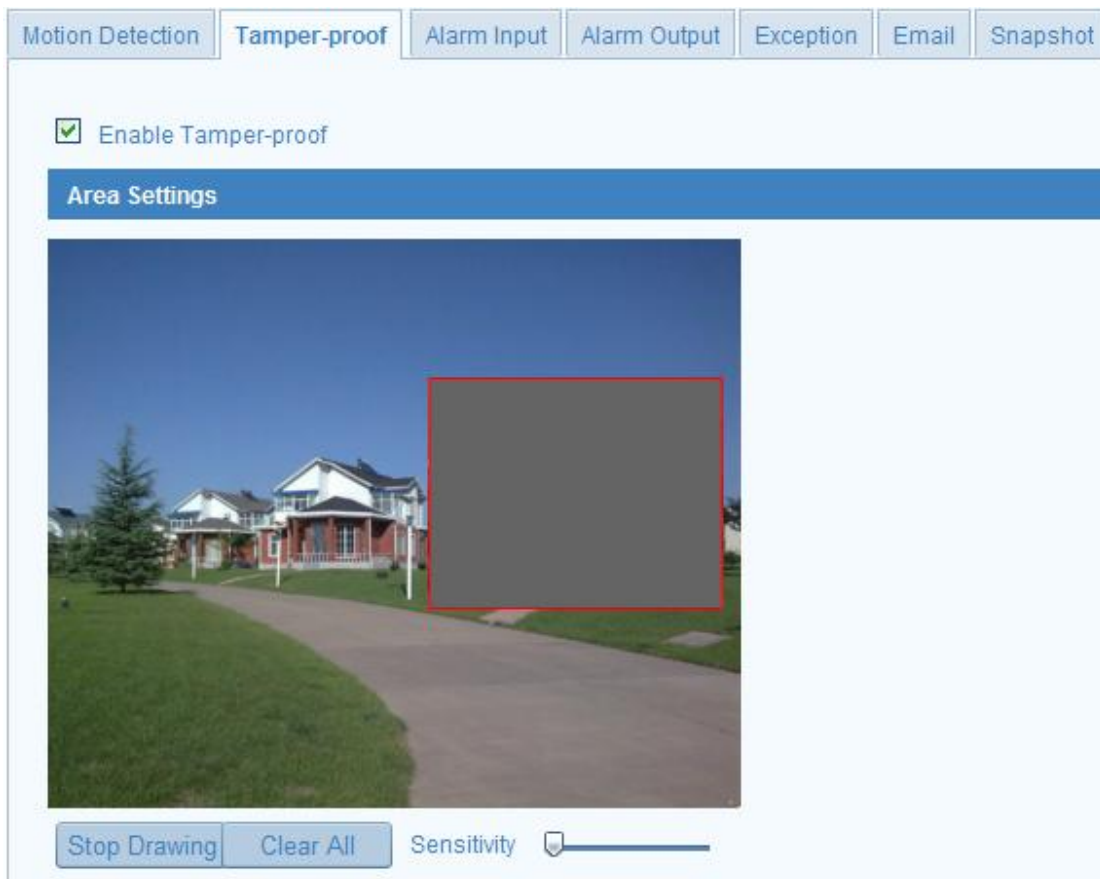 Motion Detection Tamper-proof Alarm Input Alarm Output Exception Email Snapshot
Enable Tamper-proof
Area Settings
Stop Drawing Clear All Sensitivity